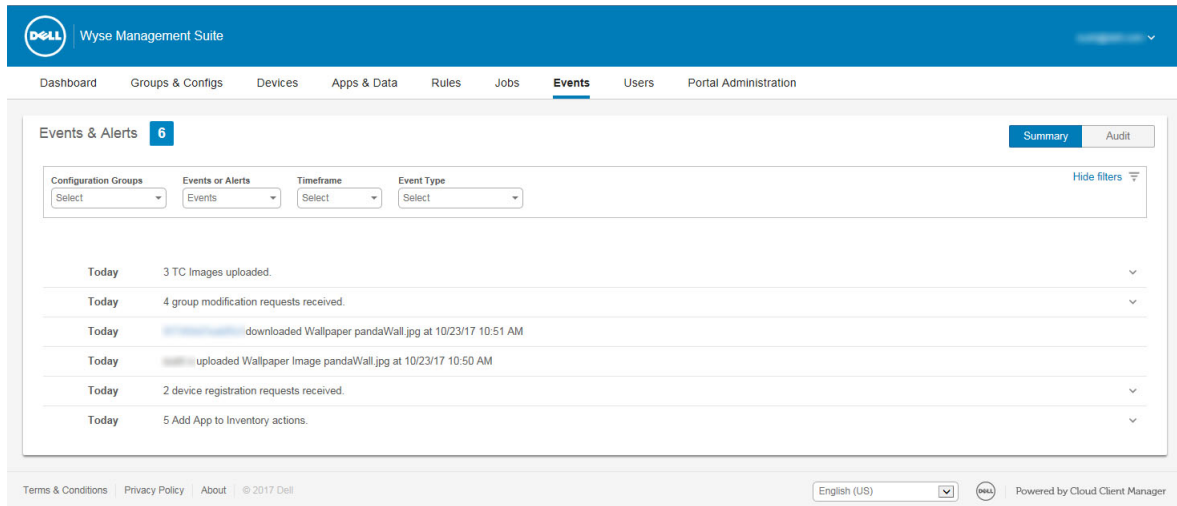 DELL Wyse Management Suite
Dashboard Groups & Configs Devices Apps & Data Rules Jobs Events Users Portal Administration
Events & Alerts 6
Summary Audit
Configuration Groups Events or Alerts Timeframe Event Type
Hide filters
Select Events Select Select
Today 3 TC Images uploaded.
Today 4 group modification requests received.
Today downloaded Wallpaper pandaWall.jpg at 10/23/17 10:51 AM
Today uploaded Wallpaper Image pandaWall.jpg at 10/23/17 10:50 AM
Today 2 device registration requests received.
Today 5 Add App to Inventory actions.
Terms & Conditions Privacy Policy About © 2017 Dell English (US) DELL Powered by Cloud Client Manager